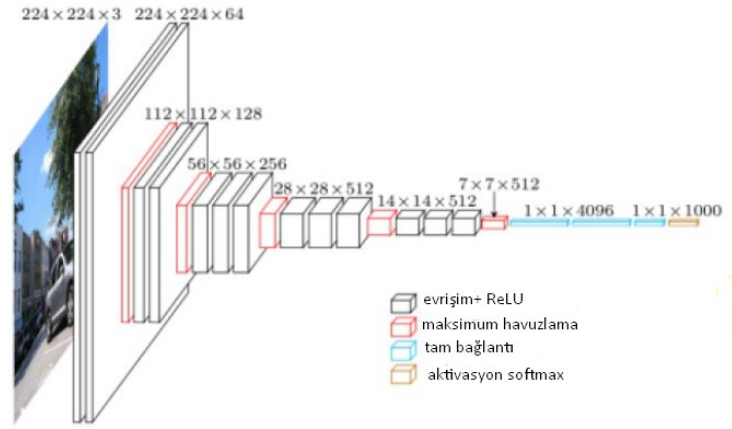 224×224×3 224×224×64
112×112×128
56×56×256
28×28×512
14×14×512
7×7×512
1×1×4096 1×1×1000
evrişim+ ReLU
maksimum havuzlama
tam bağlantı
aktivasyon softmax